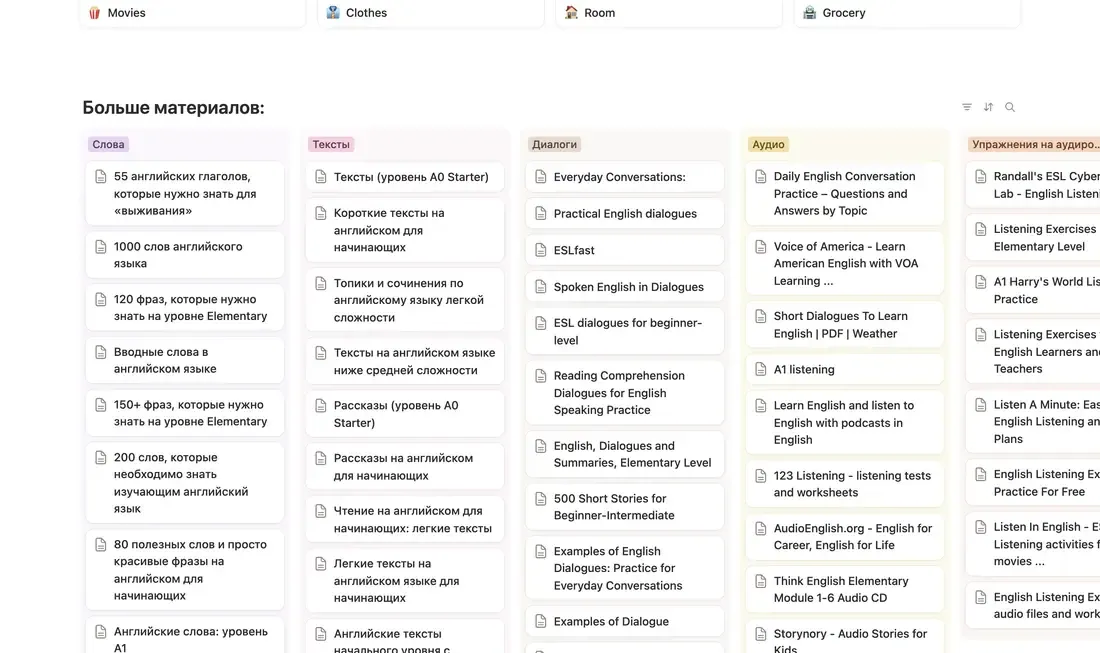 Movies
Clothes
Room
Grocery
Больше материалов:
Слова
55 английских глаголов,
которые нужно знать для
«выживания»
1000 слов английского
языка
120 фраз, которые нужно
знать на уровне Elementary
Вводные слова в
английском языке
150+ фраз, которые нужно
знать на уровне Elementary
200 слов, которые
необходимо знать
изучающим английский
язык
80 полезных слов и просто
красивые фразы на
английском для
начинающих
Английские слова: уровень
A1
Тексты
Тексты (уровень A0 Starter)
Короткие тексты на
английском для
начинающих
Топики и сочинения по
английскому языку легкой
сложности
Тексты на английском языке
ниже средней сложности
Рассказы (уровень A0
Starter)
Рассказы на английском
для начинающих
Чтение на английском для
начинающих: легкие тексты
Легкие тексты на
английском языке для
начинающих
Английские тексты
начального уровня с
Диалоги
Everyday Conversations:
Practical English dialogues
ESLfast
Spoken English in Dialogues
ESL dialogues for beginner-
level
Reading Comprehension
Dialogues for English
Speaking Practice
English, Dialogues and
Summaries, Elementary Level
500 Short Stories for
Beginner-Intermediate
Examples of English
Dialogues: Practice for
Everyday Conversations
Examples of Dialogue
Аудио
Daily English Conversation
Practice – Questions and
Answers by Topic
Voice of America - Learn
American English with VOA
Learning ...
Short Dialogues To Learn
English | PDF | Weather
A1 listening
Learn English and listen to
English with podcasts in
English
123 Listening - listening tests
and worksheets
AudioEnglish.org - English for
Career, English for Life
Think English Elementary
Module 1-6 Audio CD
Storynory - Audio Stories for
Kids
Упражнения на аудиро...
Randall's ESL Cyber
Lab - English Listeni
Listening Exercises
Elementary Level
A1 Harry's World Lis
Practice
Listening Exercises
English Learners and
Teachers
Listen A Minute: Eas
English Listening an
Plans
English Listening Ex
Practice For Free
Listen In English - E
Listening activities f
movies ...
English Listening Ex
audio files and work